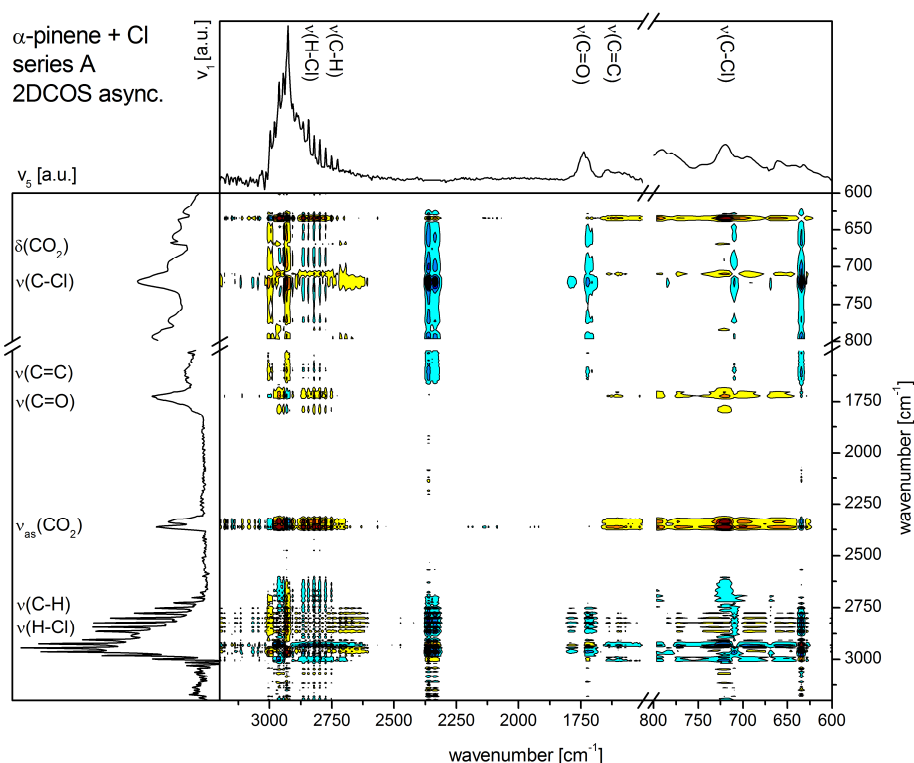 α-pinene + Cl
series A
2DCOS async.
ν₁ [a.u.]
ν(H-Cl)
ν(C-H)
ν(C=O)
ν(C=C)
ν(C-Cl)
ν₅ [a.u.]
δ(CO₂)
ν(C-Cl)
ν(C=C)
ν(C=O)
νas(CO₂)
ν(C-H)
ν(H-Cl)
600
650
700
750
800
1750
2000
2250
2500
2750
3000
wavenumber [cm⁻¹]
3000 2750 2500 2250 2000 1750 800 750 700 650 600
wavenumber [cm⁻¹]